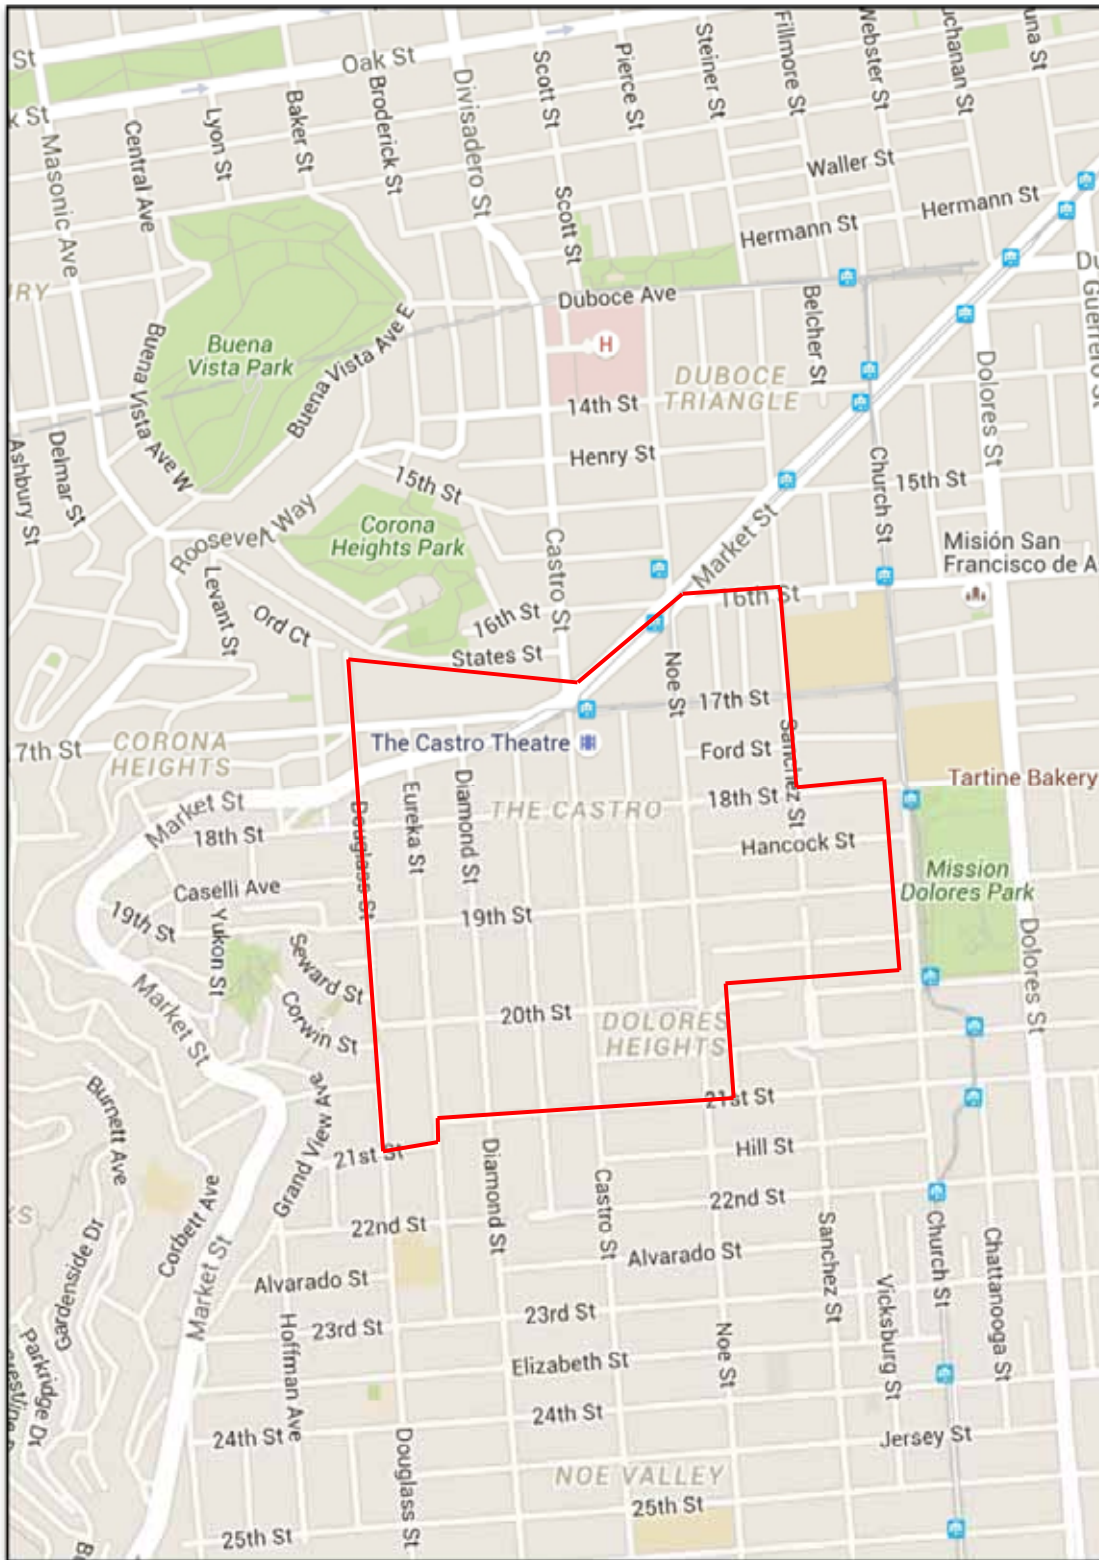 St
Oak St
k St
Masonic Ave
Central Ave
Lyon St
Baker St
Broderick St
Divisadero St
Scott St
Pierce St
Steiner St
Fillmore St
Webster St
uchanan St
una St
Waller St
Hermann St
Hermann St
Scott St
Duboce Ave
Belcher St
Du
Guerrero St
RY
Buena
Vista Park
Buena Vista Ave W
Buena Vista Ave E
H
DUBOCE
TRIANGLE
14th St
Henry St
15th St
15th St
Dolores St
Church St
Ashbury St
Delmar St
Roosevelt Way
Corona
Heights Park
Castro St
Market St
Misión San
Francisco de A
Levant St
Ord Ct
16th St
16th St
States St
Noe St
17th St
7th St
CORONA
HEIGHTS
The Castro Theatre
Ford St
Sanchez St
Tartine Bakery
Market St
18th St
Douglass St
Eureka St
Diamond St
THE CASTRO
18th St
Hancock St
Caselli Ave
Mission
Dolores Park
19th St
Yukon St
19th St
Seward St
Dolores St
Market St
Corwin St
20th St
DOLORES
HEIGHTS
Burnett Ave
Grand View Ave
21st St
21st St
Hill St
Diamond St
Castro St
KS
Corbett Ave
22nd St
22nd St
Gardenside Dr
Market St
Alvarado St
Alvarado St
Sanchez St
Church St
Chattanooga St
Vicksburg St
Hoffman Ave
23rd St
23rd St
Noe St
Parkridge Dr
Elizabeth St
24th St
24th St
Jersey St
Douglass St
NOE VALLEY
25th St
25th St